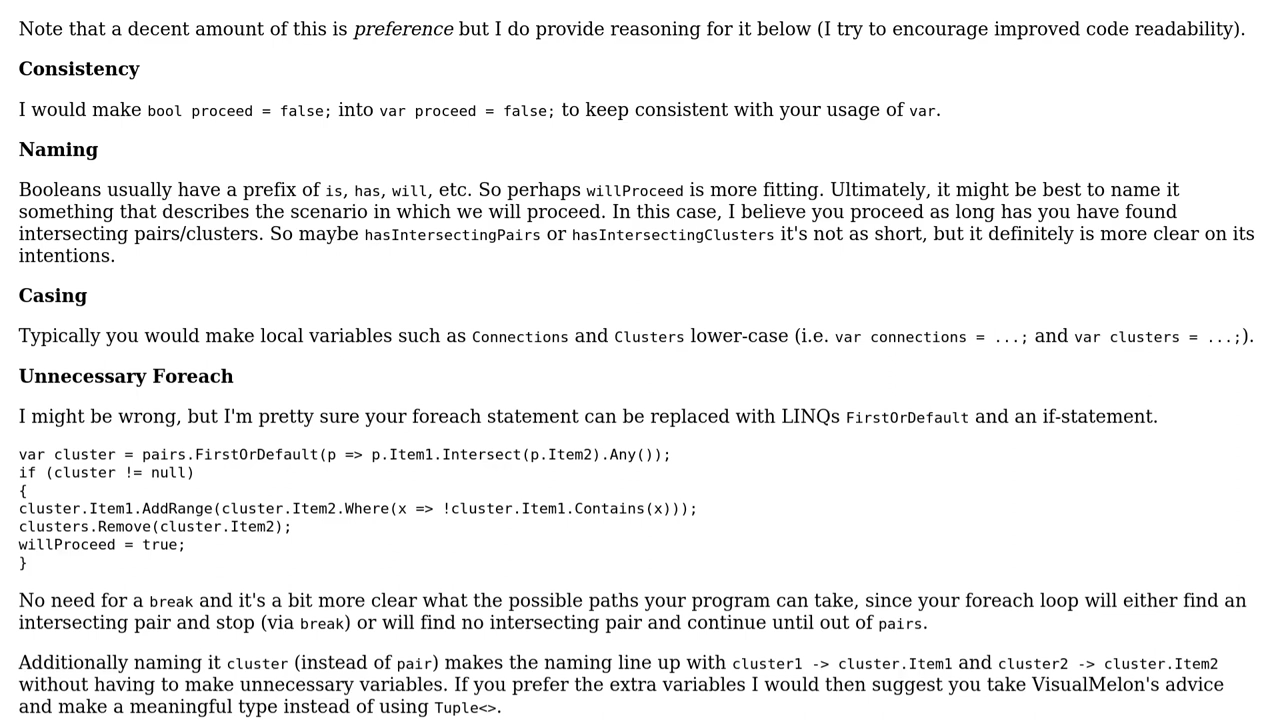 Note that a decent amount of this is preference but I do provide reasoning for it below (I try to encourage improved code readability).
Consistency
I would make bool proceed = false; into var proceed = false; to keep consistent with your usage of var.
Naming
Booleans usually have a prefix of is, has, will, etc. So perhaps willProceed is more fitting. Ultimately, it might be best to name it
something that describes the scenario in which we will proceed. In this case, I believe you proceed as long has you have found
intersecting pairs/clusters. So maybe hasIntersectingPairs or hasIntersectingClusters it's not as short, but it definitely is more clear on its
intentions.
Casing
Typically you would make local variables such as Connections and Clusters lower-case (i.e. var connections = ...; and var clusters = ...;).
Unnecessary Foreach
I might be wrong, but I'm pretty sure your foreach statement can be replaced with LINQs FirstOrDefault and an if-statement.
var cluster = pairs.FirstOrDefault(p => p.Item1.Intersect(p.Item2).Any());
if (cluster != null)
{
cluster.Item1.AddRange(cluster.Item2.Where(x => !cluster.Item1.Contains(x)));
clusters.Remove(cluster.Item2);
willProceed = true;
}
No need for a break and it's a bit more clear what the possible paths your program can take, since your foreach loop will either find an
intersecting pair and stop (via break) or will find no intersecting pair and continue until out of pairs.
Additionally naming it cluster (instead of pair) makes the naming line up with cluster1 -> cluster.Item1 and cluster2 -> cluster.Item2
without having to make unnecessary variables. If you prefer the extra variables I would then suggest you take VisualMelon's advice
and make a meaningful type instead of using Tuple<>.